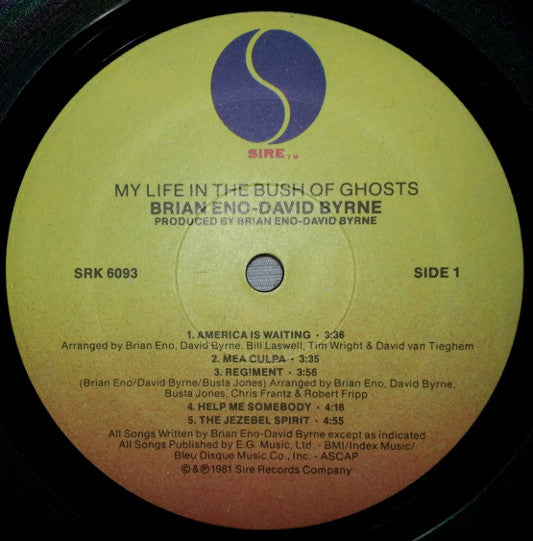 SIRE TM
MY LIFE IN THE BUSH OF GHOSTS
BRIAN ENO-DAVID BYRNE
PRODUCED BY BRIAN ENO-DAVID BYRNE
SRK 6093
SIDE 1
1. AMERICA IS WAITING · 3:36
Arranged by Brian Eno, David Byrne, Bill Laswell, Tim Wright & David van Tieghem
2. MEA CULPA · 3:35
3. REGIMENT · 3:56
(Brian Eno/David Byrne/Busta Jones) Arranged by Brian Eno, David Byrne,
Busta Jones, Chris Frantz & Robert Fripp
4. HELP ME SOMEBODY · 4:18
5. THE JEZEBEL SPIRIT · 4:55
All Songs Written by Brian Eno-David Byrne except as indicated
All Songs Published by E.G. Music, Ltd. - BMI/Index Music/
Bleu Disque Music Co., Inc. - ASCAP
©&℗1981 Sire Records Company